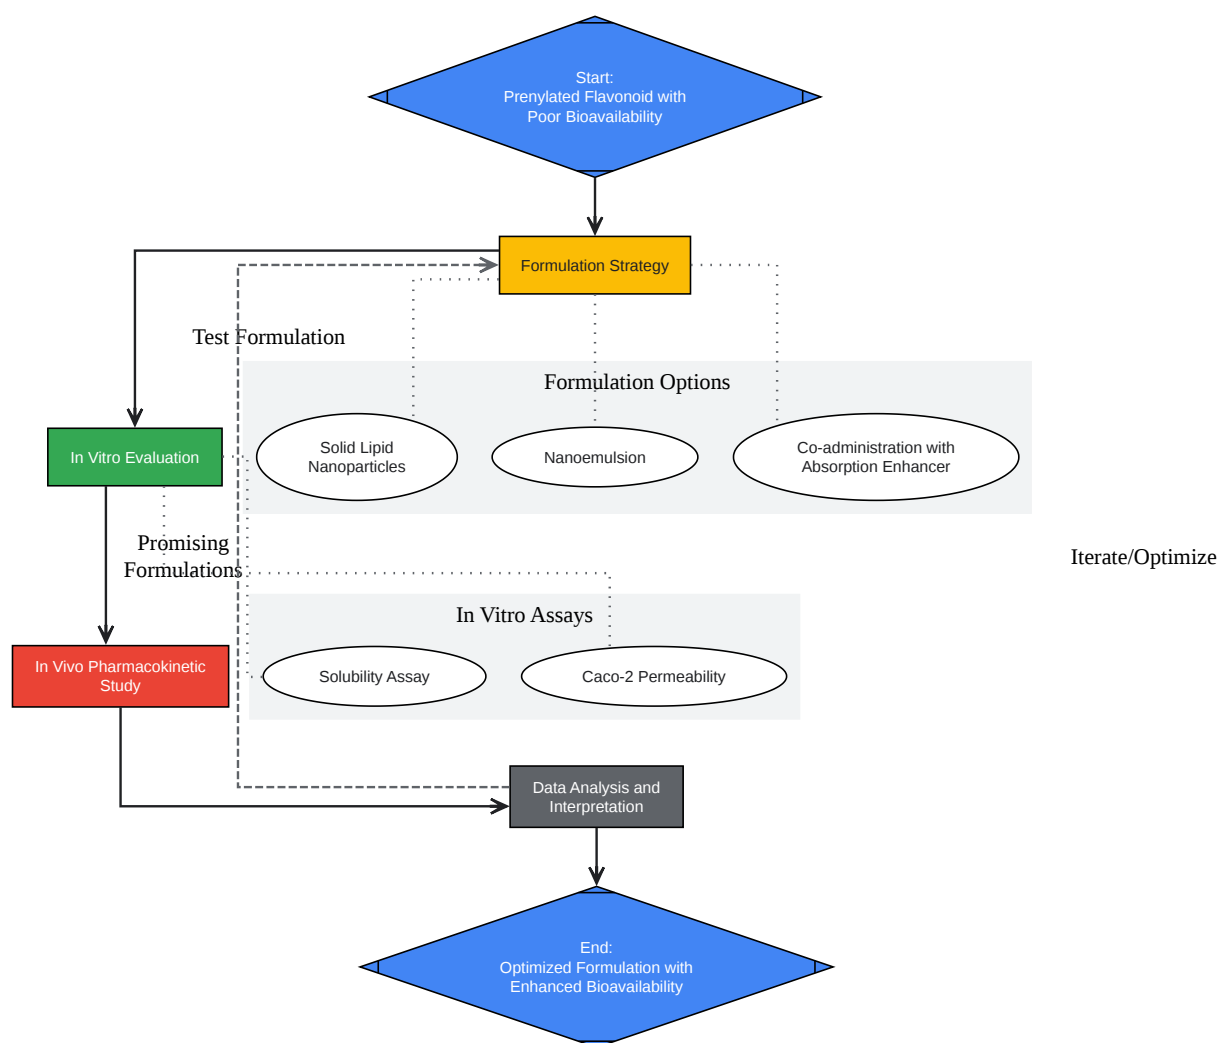 Start:
Prenylated Flavonoid with
Poor Bioavailability
Formulation Strategy
Test Formulation
Formulation Options
In Vitro Evaluation
Solid Lipid
Nanoparticles
Nanoemulsion
Co-administration with
Absorption Enhancer
Promising
Formulations
Iterate/Optimize
In Vitro Assays
In Vivo Pharmacokinetic
Study
Solubility Assay
Caco-2 Permeability
Data Analysis and
Interpretation
End:
Optimized Formulation with
Enhanced Bioavailability